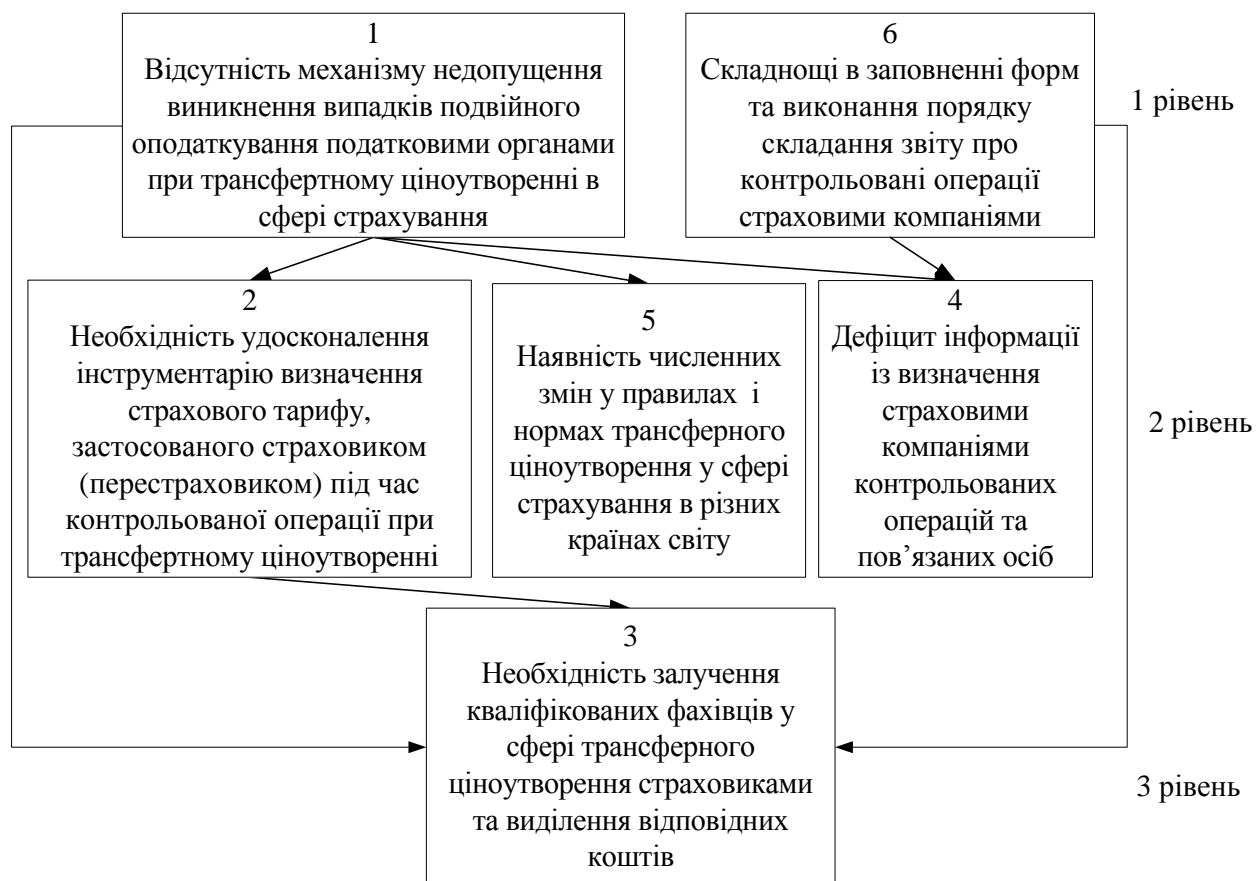 1
Відсутність механізму недопущення
виникнення випадків подвійного
оподаткування податковими органами
при трансфертному ціноутворенні в
сфері страхування
6
Складнощі в заповненні форм
та виконання порядку
складання звіту про
контрольовані операції
страховими компаніями
1 рівень
2
Необхідність удосконалення
інструментарію визначення
страхового тарифу,
застосованого страховиком
(перестраховиком) під час
контрольованої операції при
трансфертному ціноутворенні
5
Наявність численних
змін у правилах і
нормах трансферного
ціноутворення у сфері
страхування в різних
країнах світу
4
Дефіцит інформації
із визначення
страховими
компаніями
контрольованих
операцій та
пов’язаних осіб
2 рівень
3
Необхідність залучення
кваліфікованих фахівців у
сфері трансферного
ціноутворення страховиками
та виділення відповідних
коштів
3 рівень